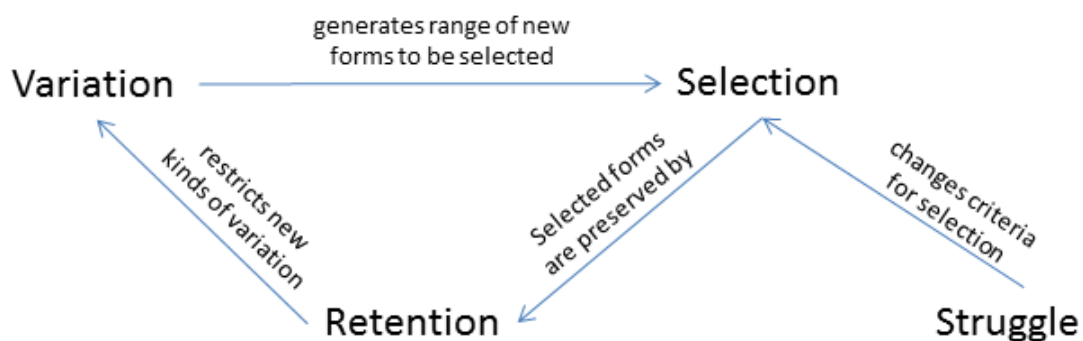 generates range of new
forms to be selected
Variation
Selection
restricts new
kinds of variation
Selected forms
are preserved by
changes criteria
for selection
Retention
Struggle